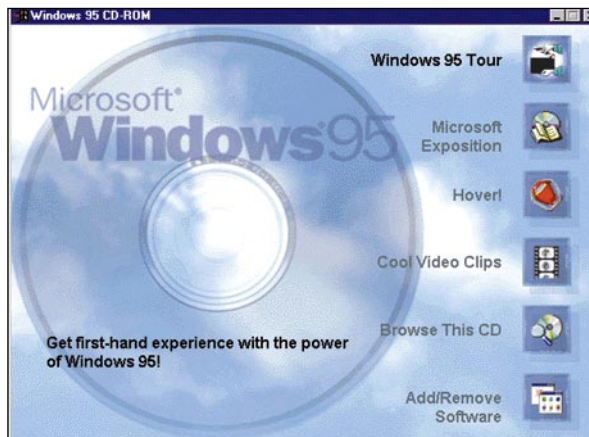 Windows 95 CD-ROM
Windows 95 Tour
Microsoft®
Windows®95
Microsoft
Exposition
Hover!
Cool Video Clips
Get first-hand experience with the power
of Windows 95!
Browse This CD
Add/Remove
Software